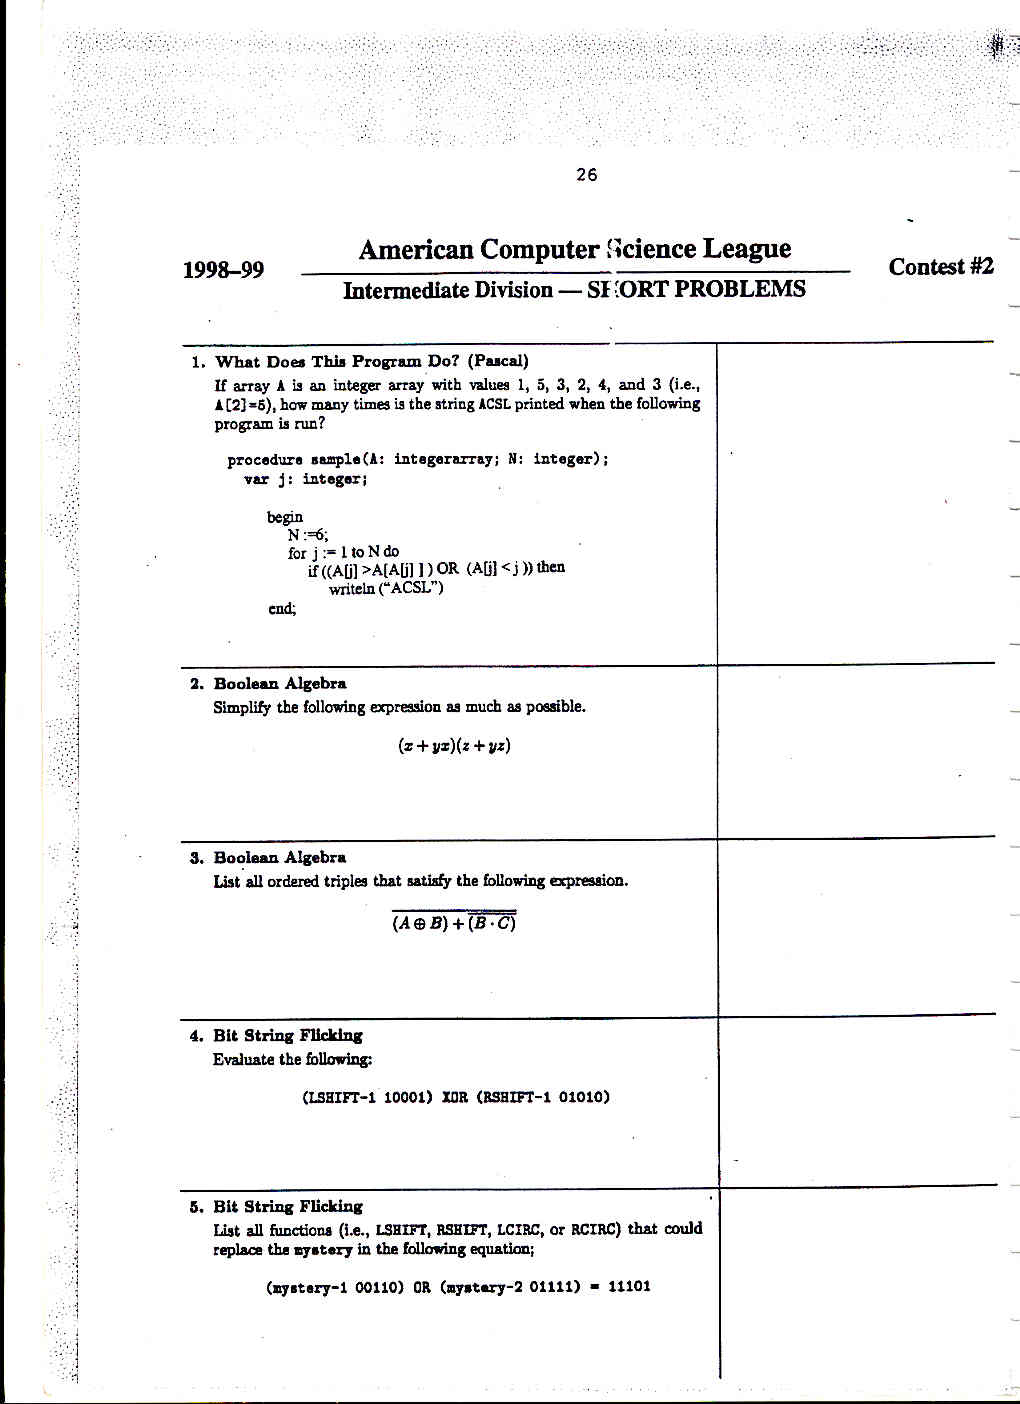 26
American Computer Science League
1998–99
Contest #2
Intermediate Division — SHORT PROBLEMS
1. What Does This Program Do? (Pascal)
If array A is an integer array with values 1, 5, 3, 2, 4, and 3 (i.e.,
A[2]=5), how many times is the string ACSL printed when the following
program is run?
procedure sample(A: integerarray; N: integer);
var j: integer;
begin
N :=6;
for j := 1 to N do
if ((A[j] >A[A[j] ] ) OR (A[j] < j )) then
writeln (“ACSL”)
end;
2. Boolean Algebra
Simplify the following expression as much as possible.
(x + yx)(z + yz)
3. Boolean Algebra
List all ordered triples that satisfy the following expression.
(A ⊕ B) + (B · C)
4. Bit String Flicking
Evaluate the following:
(LSHIFT-1 10001) XOR (RSHIFT-1 01010)
5. Bit String Flicking
List all functions (i.e., LSHIFT, RSHIFT, LCIRC, or RCIRC) that could
replace the mystery in the following equation;
(mystery-1 00110) OR (mystery-2 01111) = 11101